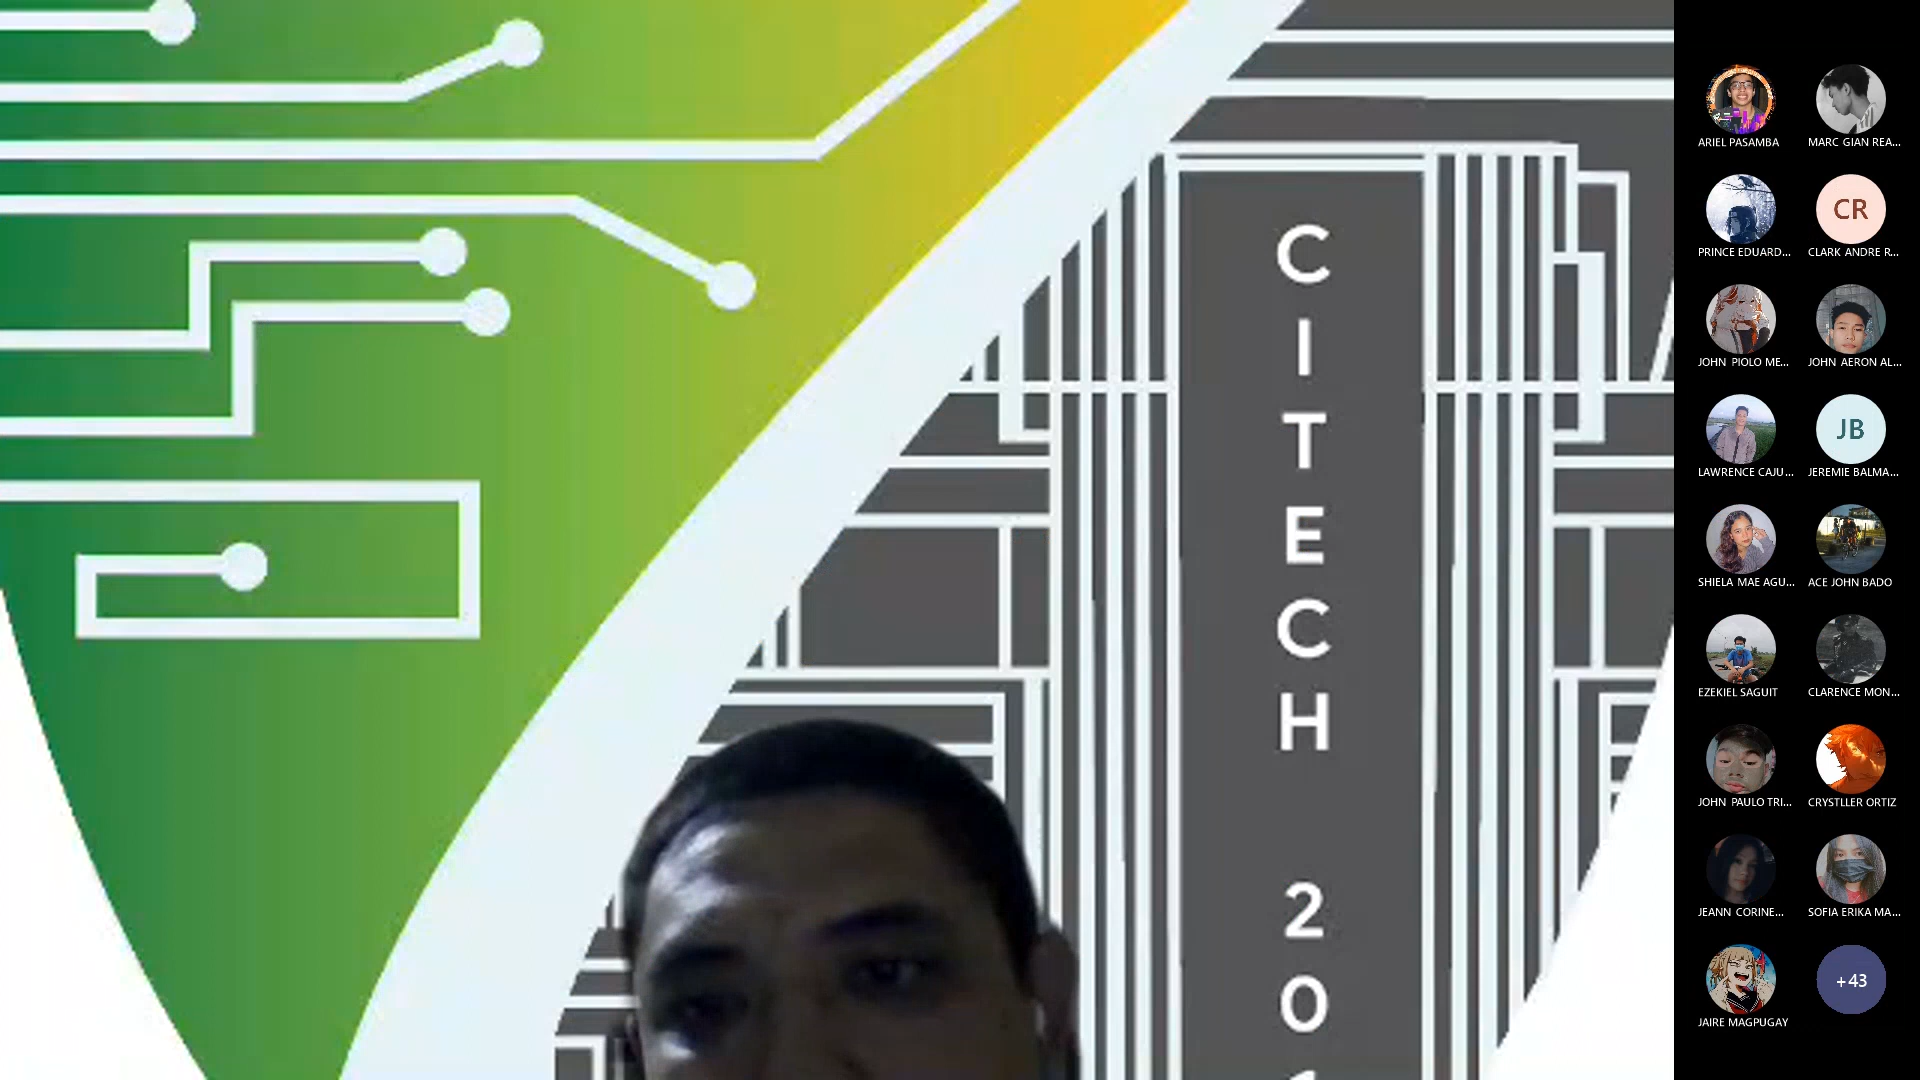 CITECH 20
ARIEL PASAMBA
MARC GIAN REA...
PRINCE EDUARD...
CR
CLARK ANDRE R...
JOHN PIOLO ME...
JOHN AERON AL...
LAWRENCE CAJU...
JB
JEREMIE BALMA...
SHIELA MAE AGU...
ACE JOHN BADO
EZEKIEL SAGUIT
CLARENCE MON...
JOHN PAULO TRI...
CRYSTLLER ORTIZ
JEANN CORINE...
SOFIA ERIKA MA...
JAIRE MAGPUGAY
+43